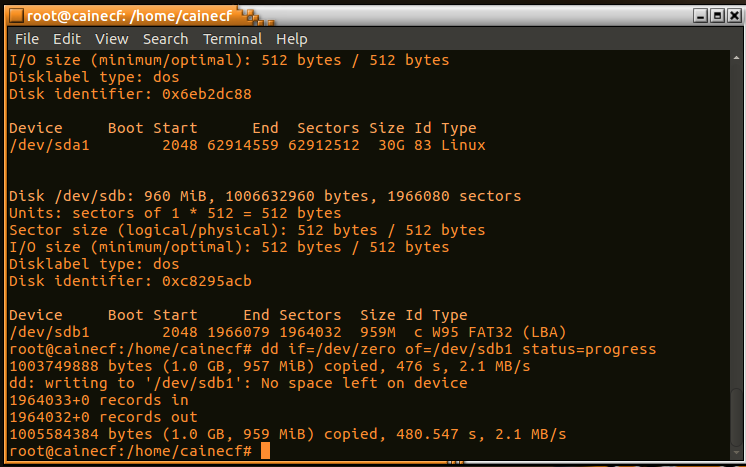 root@cainecf: /home/cainecf
File Edit View Search Terminal Help
I/O size (minimum/optimal): 512 bytes / 512 bytes
Disklabel type: dos
Disk identifier: 0x6eb2dc88
Device     Boot Start      End  Sectors Size Id Type
/dev/sda1        2048 62914559 62912512  30G 83 Linux
Disk /dev/sdb: 960 MiB, 1006632960 bytes, 1966080 sectors
Units: sectors of 1 * 512 = 512 bytes
Sector size (logical/physical): 512 bytes / 512 bytes
I/O size (minimum/optimal): 512 bytes / 512 bytes
Disklabel type: dos
Disk identifier: 0xc8295acb
Device     Boot Start     End Sectors  Size Id Type
/dev/sdb1        2048 1966079 1964032  959M  c W95 FAT32 (LBA)
root@cainecf:/home/cainecf# dd if=/dev/zero of=/dev/sdb1 status=progress
1003749888 bytes (1.0 GB, 957 MiB) copied, 476 s, 2.1 MB/s
dd: writing to '/dev/sdb1': No space left on device
1964033+0 records in
1964032+0 records out
1005584384 bytes (1.0 GB, 959 MiB) copied, 480.547 s, 2.1 MB/s
root@cainecf:/home/cainecf#